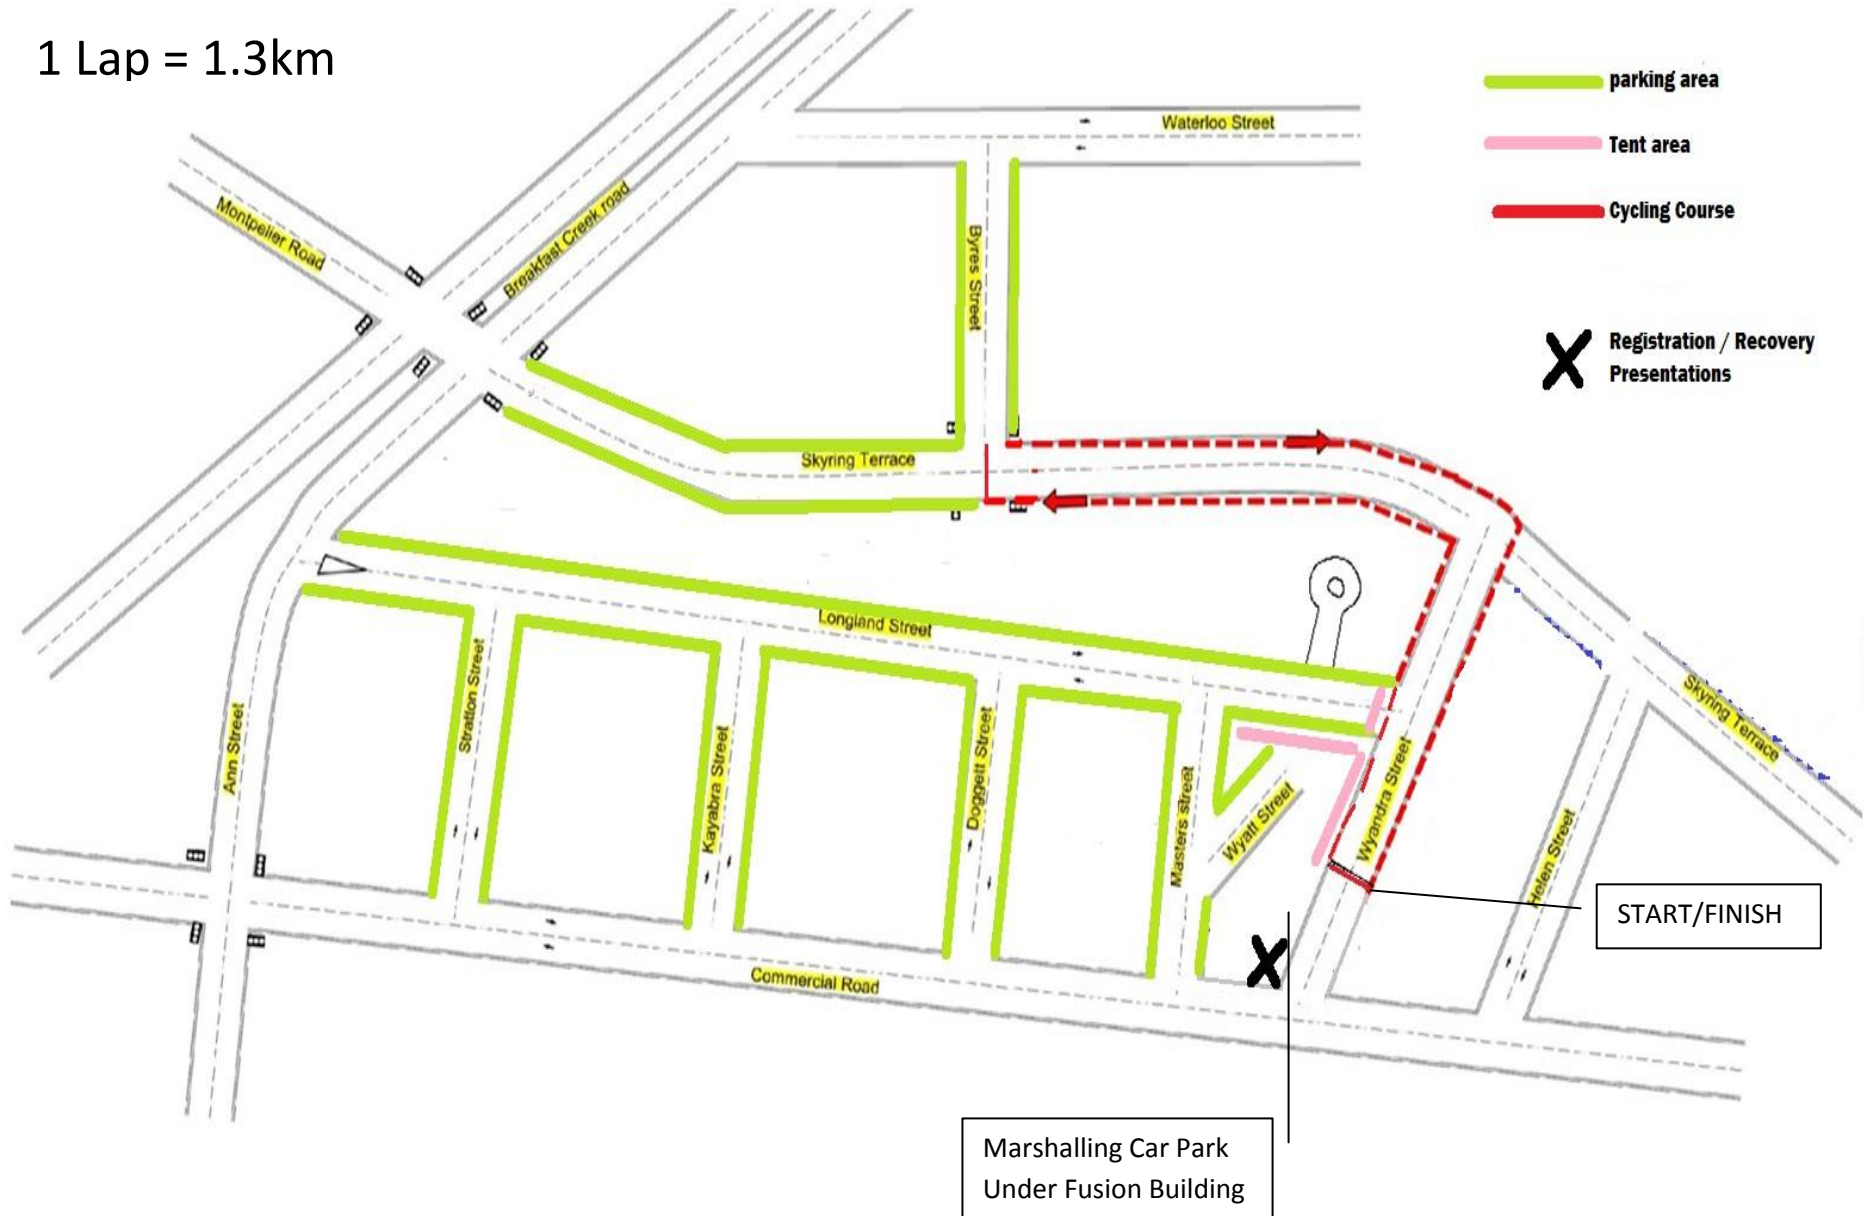 1 Lap = 1.3km
parking area
Waterloo Street
Tent area
Montpelier Road
Breakfast Creek road
Cycling Course
Byres Street
Registration / Recovery
Presentations
Skyring Terrace
Longland Street
Stratton Street
Ann Street
Kayabra Street
Doggett Street
Masters street
Wyatt Street
Wyandra Street
Skyring Terrace
Helen Street
START/FINISH
Commercial Road
Marshalling Car Park
Under Fusion Building